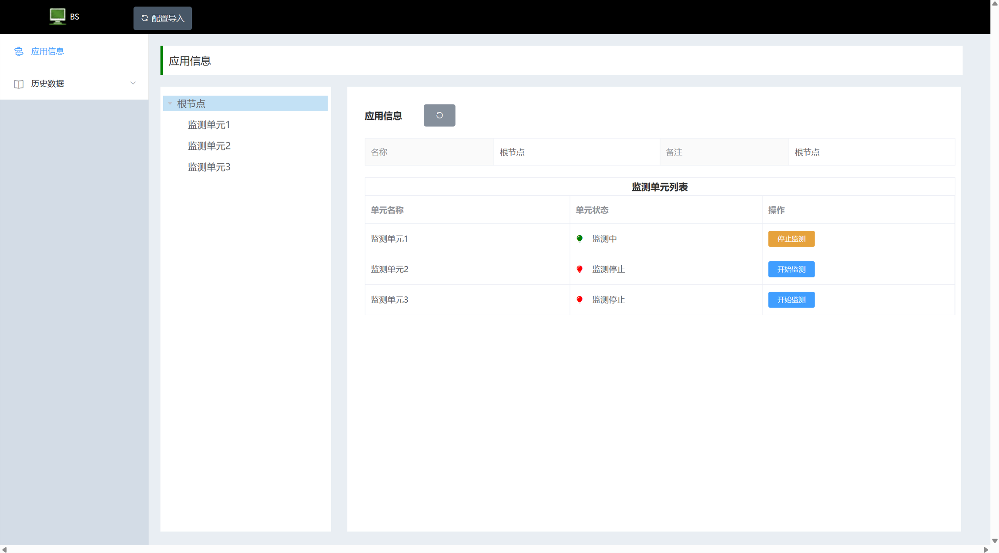 BS
配置导入
应用信息
历史数据
应用信息
根节点
监测单元1
监测单元2
监测单元3
应用信息
名称 根节点 备注 根节点
监测单元列表
单元名称 单元状态 操作
监测单元1 监测中 停止监测
监测单元2 监测停止 开始监测
监测单元3 监测停止 开始监测